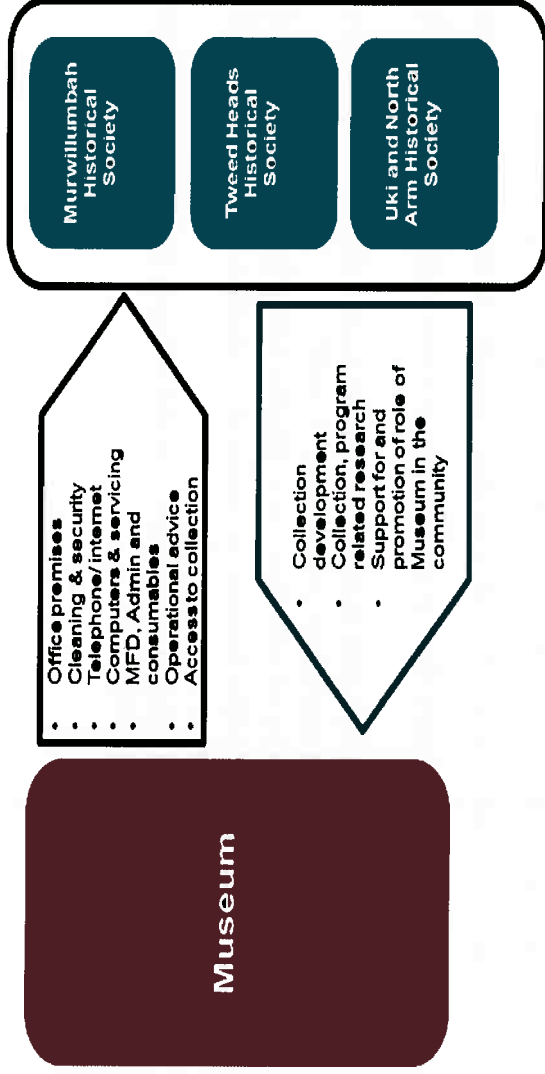 Museum
• Office premises
• Cleaning & security
• Telephone/ internet
• Computers & servicing
• MFD, Admin and
consumables
• Operational advice
• Access to collection
• Collection
development
• Collection, program
related research
• Support for and
promotion of role of
Museum in the
community
Murwillumbah
Historical
Society
Tweed Heads
Historical
Society
Uki and North
Arm Historical
Society